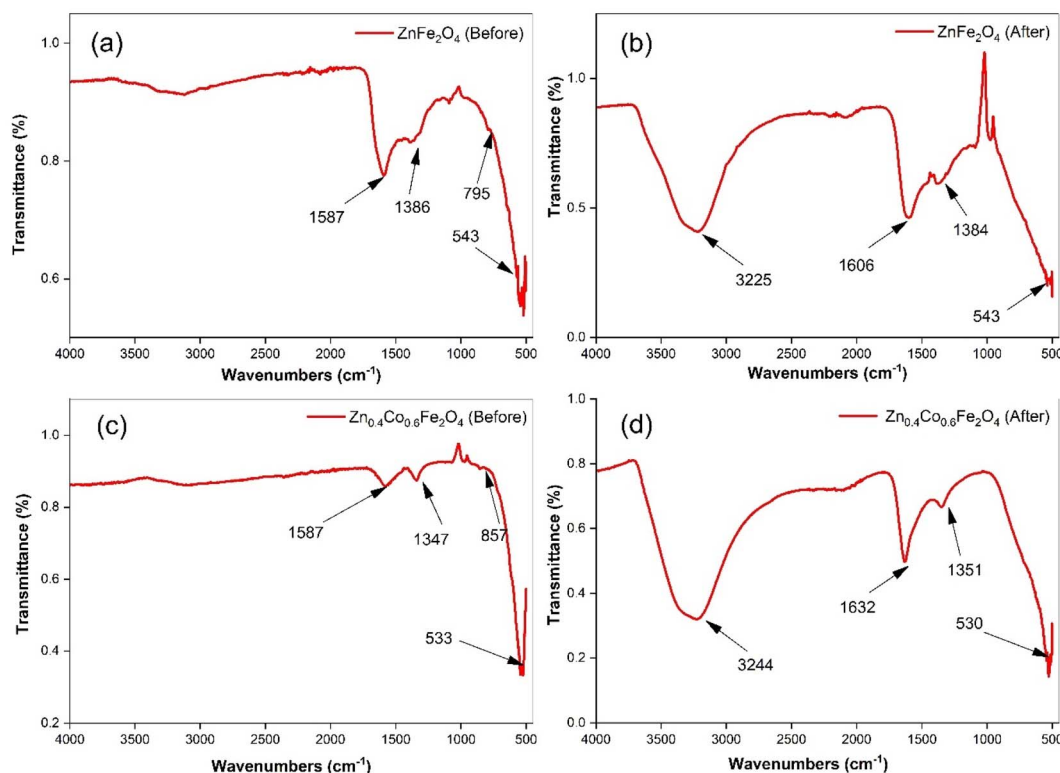 (a)
ZnFe₂O₄ (Before)
Transmittance (%)
1.0
0.8
0.6
1587
1386
795
543
4000 3500 3000 2500 2000 1500 1000 500
Wavenumbers (cm⁻¹)
(b)
ZnFe₂O₄ (After)
Transmittance (%)
1.0
0.5
0.0
3225
1606
1384
543
4000 3500 3000 2500 2000 1500 1000 500
Wavenumbers (cm⁻¹)
(c)
Zn₀.₄Co₀.₆Fe₂O₄ (Before)
Transmittance (%)
1.0
0.8
0.6
0.4
0.2
1587
1347
857
533
4000 3500 3000 2500 2000 1500 1000 500
Wavenumbers (cm⁻¹)
(d)
Zn₀.₄Co₀.₆Fe₂O₄ (After)
Transmittance (%)
1.0
0.8
0.6
0.4
0.2
0.0
3244
1632
1351
530
4000 3500 3000 2500 2000 1500 1000 500
Wavenumbers (cm⁻¹)